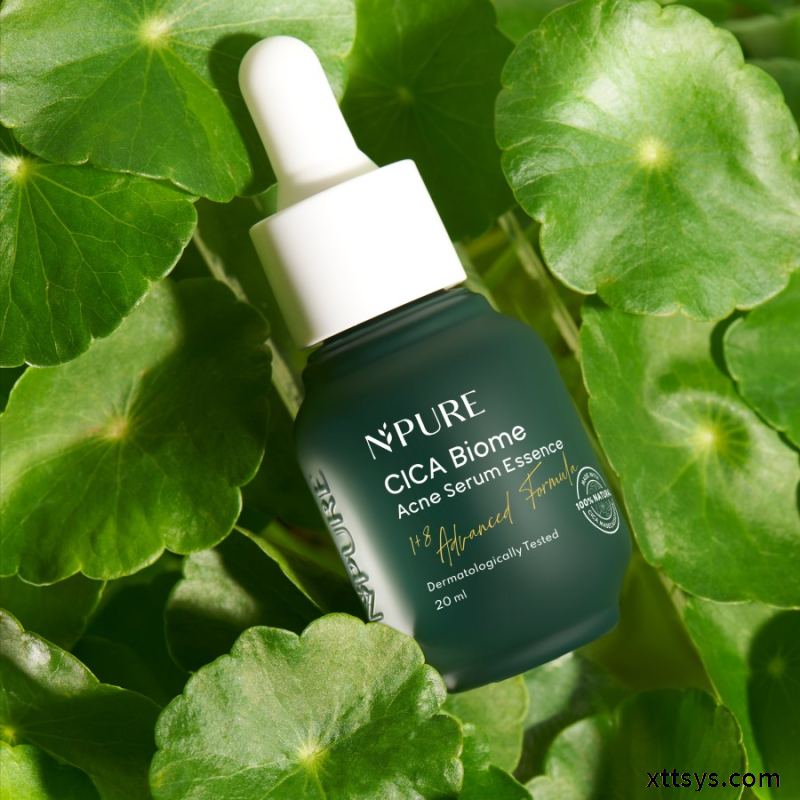 NPURE
CICA Biome
Acne Serum Essence
1+8 Advanced Formula
Dermatologically Tested
20 ml
100% NATURAL
NPURE
xttsys.com